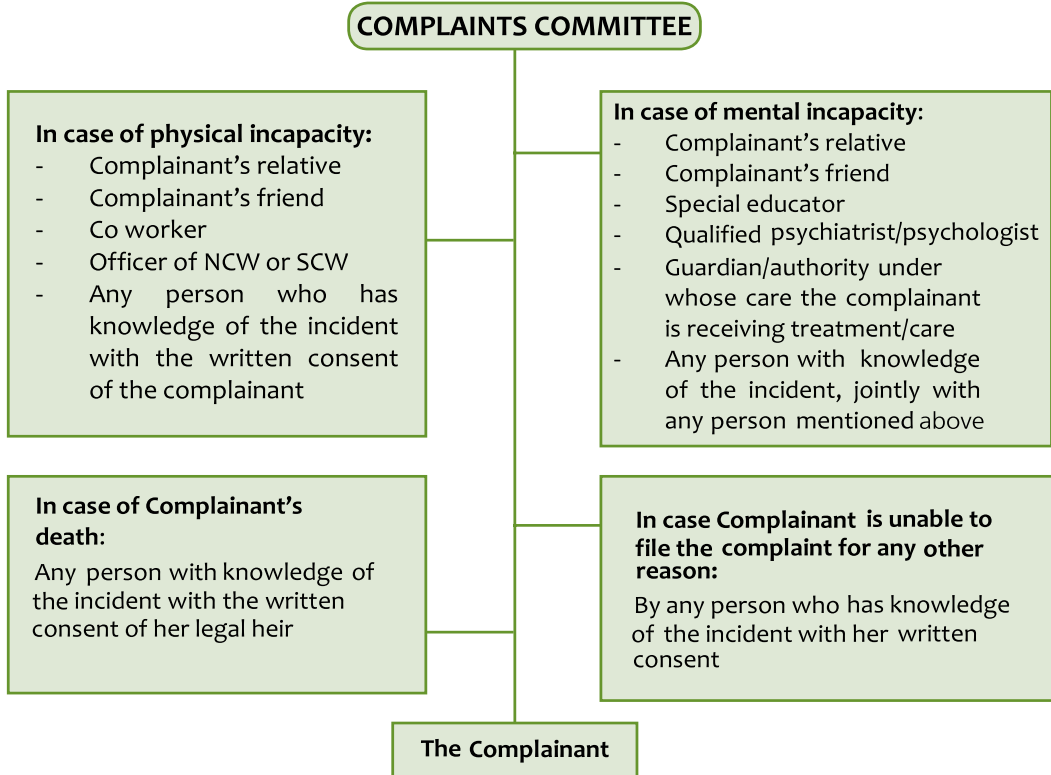 COMPLAINTS COMMITTEE
In case of physical incapacity:
- Complainant’s relative
- Complainant’s friend
- Co worker
- Officer of NCW or SCW
- Any person who has
knowledge of the incident
with the written consent
of the complainant
In case of mental incapacity:
- Complainant’s relative
- Complainant’s friend
- Special educator
- Qualified psychiatrist/psychologist
- Guardian/authority under
whose care the complainant
is receiving treatment/care
- Any person with knowledge
of the incident, jointly with
any person mentioned above
In case of Complainant’s
death:
Any person with knowledge of
the incident with the written
consent of her legal heir
In case Complainant is unable to
file the complaint for any other
reason:
By any person who has knowledge
of the incident with her written
consent
The Complainant